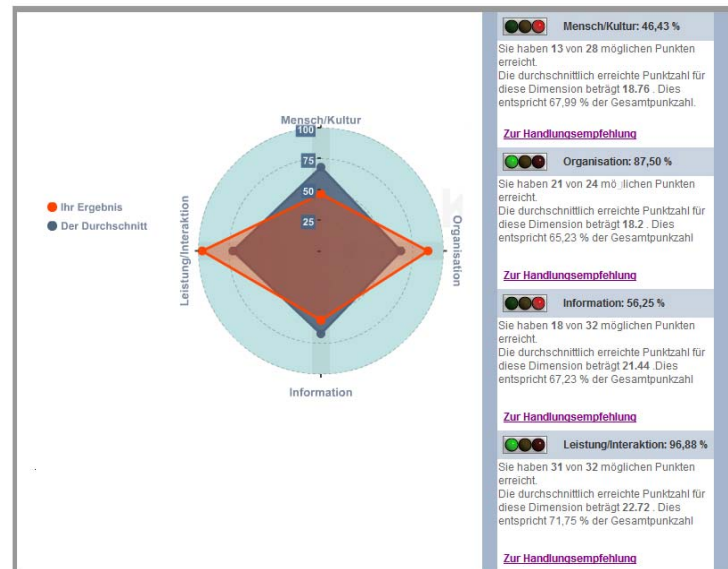 Mensch/Kultur
100
75
50
25
Ihr Ergebnis
Der Durchschnitt
Leistung/Interaktion
Organisation
Information
Mensch/Kultur: 46,43 %
Sie haben 13 von 28 möglichen Punkten
erreicht.
Die durchschnittlich erreichte Punktzahl für
diese Dimension beträgt 18.76 . Dies
entspricht 67,99 % der Gesamtpunkzahl.
Zur Handlungsempfehlung
Organisation: 87,50 %
Sie haben 21 von 24 möglichen Punkten
erreicht.
Die durchschnittlich erreichte Punktzahl für
diese Dimension beträgt 18.2 . Dies
entspricht 65,23 % der Gesamtpunkzahl
Zur Handlungsempfehlung
Information: 56,25 %
Sie haben 18 von 32 möglichen Punkten
erreicht.
Die durchschnittlich erreichte Punktzahl für
diese Dimension beträgt 21.44 .Dies
entspricht 67,23 % der Gesamtpunkzahl
Zur Handlungsempfehlung
Leistung/Interaktion: 96,88 %
Sie haben 31 von 32 möglichen Punkten
erreicht.
Die durchschnittlich erreichte Punktzahl für
diese Dimension beträgt 22.72 . Dies
entspricht 71,75 % der Gesamtpunkzahl
Zur Handlungsempfehlung